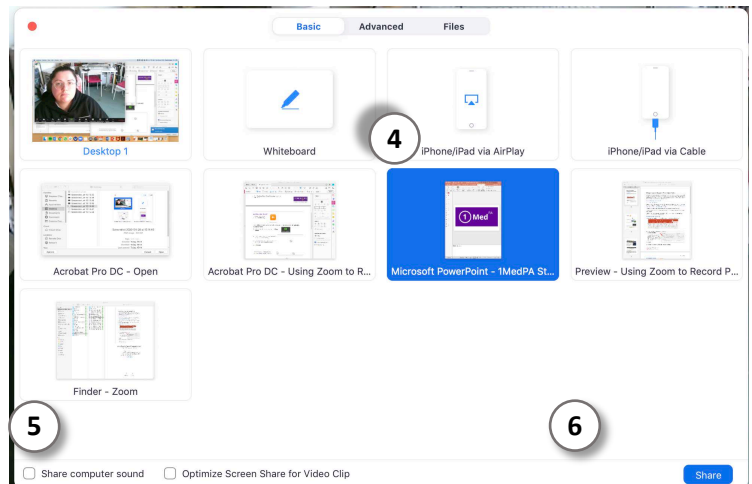 Basic Advanced Files
Desktop 1
Whiteboard
4
iPhone/iPad via AirPlay
iPhone/iPad via Cable
1 Med
Acrobat Pro DC - Open
Acrobat Pro DC - Using Zoom to R...
Microsoft PowerPoint - 1MedPA St...
Preview - Using Zoom to Record P...
Finder - Zoom
5
6
Share computer sound
Optimize Screen Share for Video Clip
Share